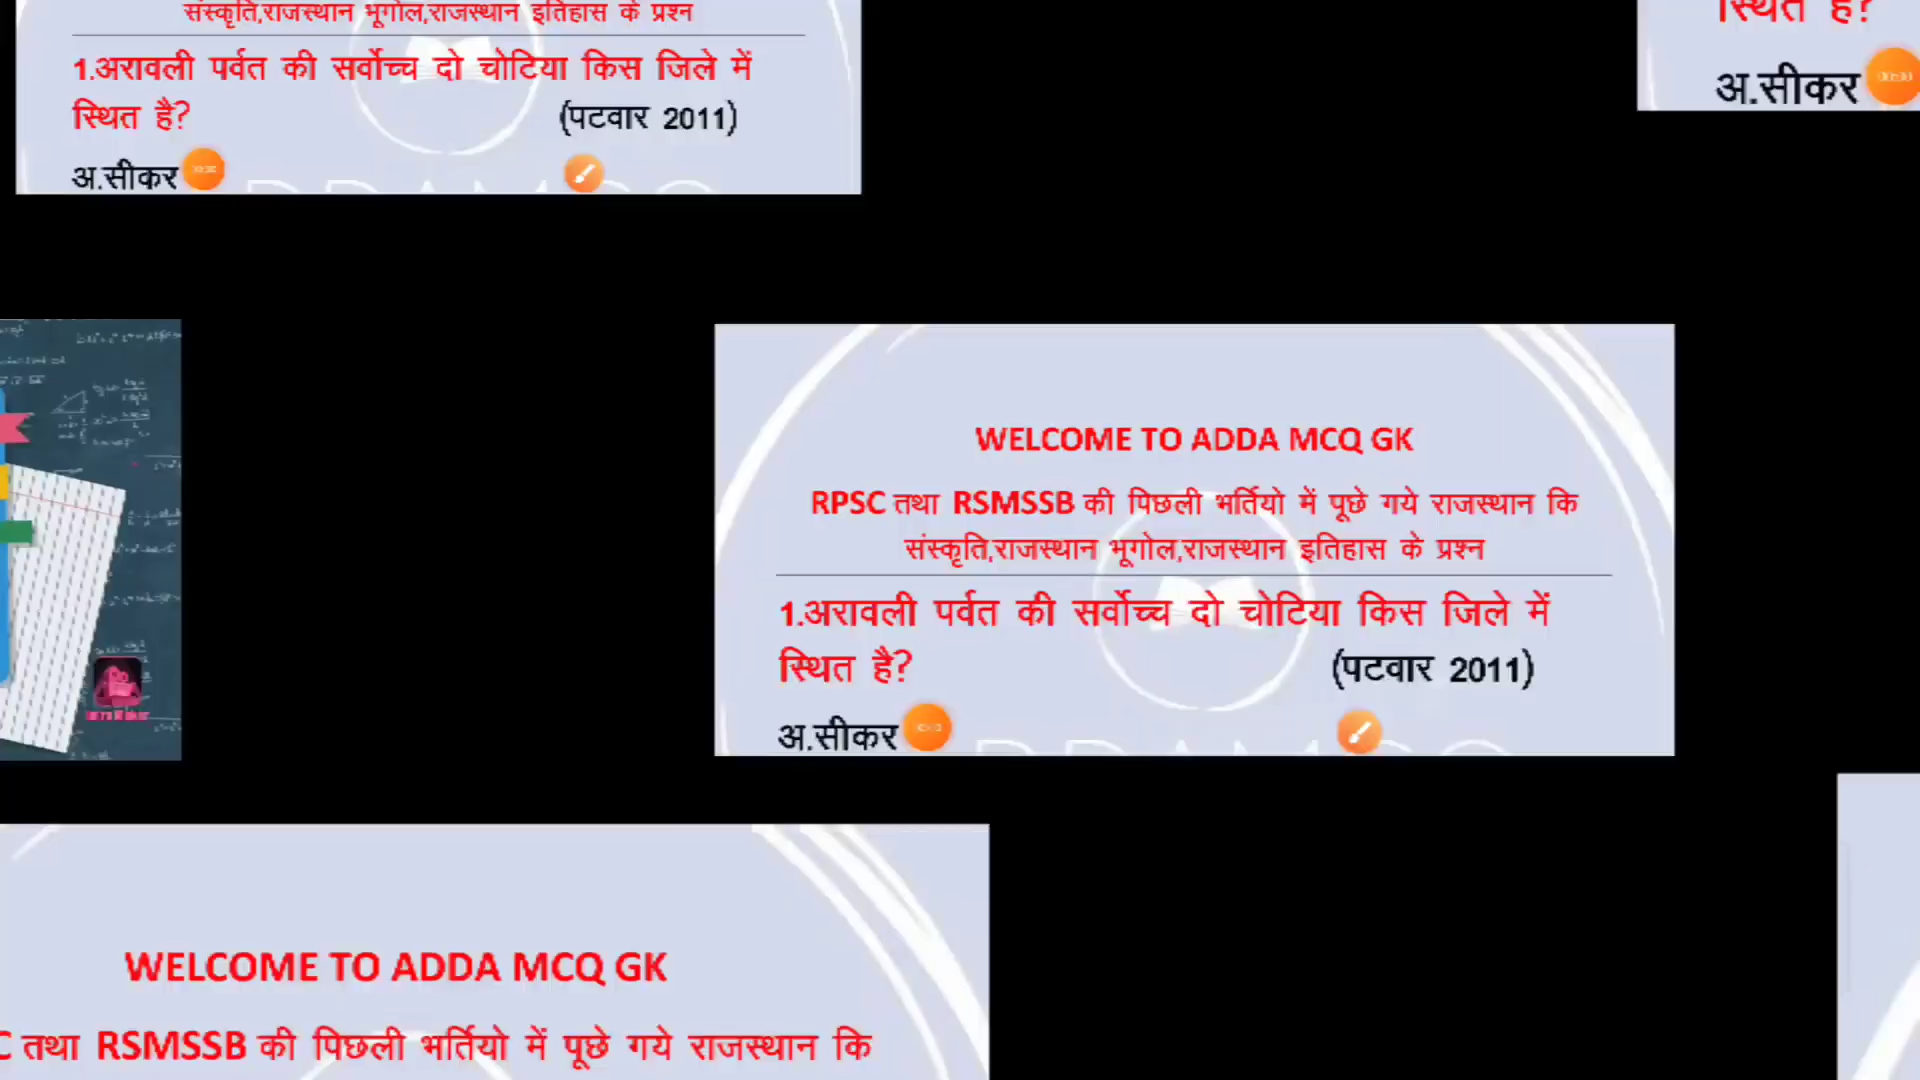 संस्कृति,राजस्थान भूगोल,राजस्थान इतिहास के प्रश्न
1.अरावली पर्वत की सर्वोच्च दो चोटिया किस जिले में
स्थित है?
(पटवार 2011)
अ.सीकर
स्थित है?
अ.सीकर
WELCOME TO ADDA MCQ GK
RPSC तथा RSMSSB की पिछली भर्तियो में पूछे गये राजस्थान कि
संस्कृति,राजस्थान भूगोल,राजस्थान इतिहास के प्रश्न
1.अरावली पर्वत की सर्वोच्च दो चोटिया किस जिले में
स्थित है?
(पटवार 2011)
अ.सीकर
WELCOME TO ADDA MCQ GK
C तथा RSMSSB की पिछली भर्तियो में पूछे गये राजस्थान कि